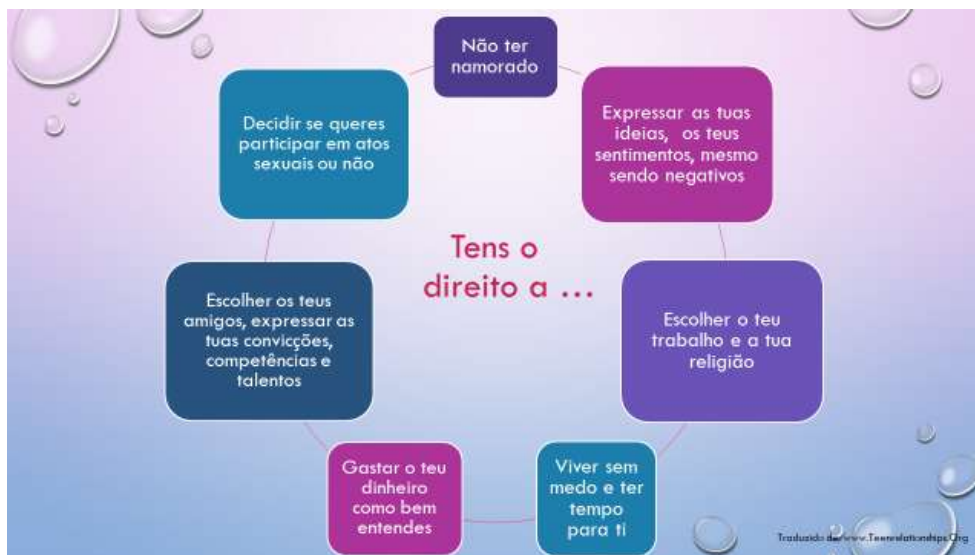 Não ter
namorado
Expressar as tuas
ideias, os teus
sentimentos, mesmo
sendo negativos
Escolher o teu
trabalho e a tua
religião
Viver sem
medo e ter
tempo
para ti
Gastar o teu
dinheiro
como bem
entendes
Escolher os teus
amigos, expressar as
tuas convicções,
competências e
talentos
Decidir se queres
participar em atos
sexuais ou não
Tens o
direito a ...
Traduzido de www.Teenrelationships.Org